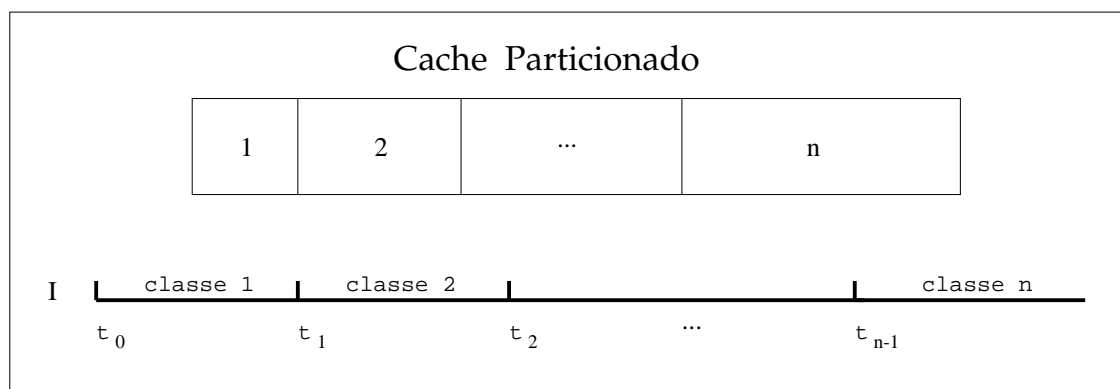 Cache Particionado
1 2 ... n
I classe 1 classe 2 classe n
t 0 t 1 t 2 ... t n-1